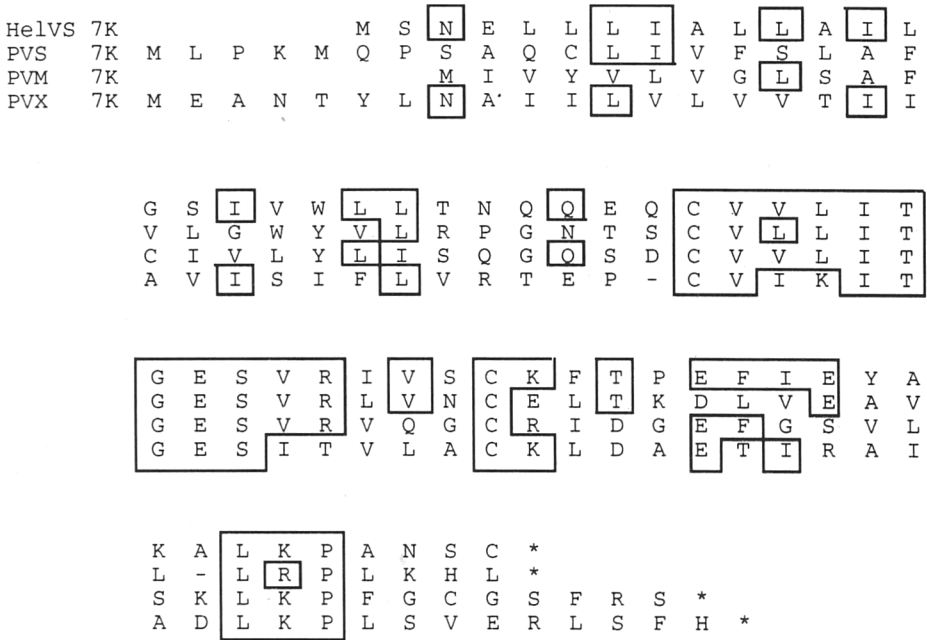 HelVS 7K M S N E L L L I A L L A I L
PVS 7K M L P K M Q P S A Q C L I V F S L A F
PVM 7K M I V Y V L V G L S A F
PVX 7K M E A N T Y L N A I I L V L V V T I I
G S I V W L L T N Q Q E Q C V V L I T
V L G W Y V L R P G N T S C V L L I T
C I V L Y L I S Q G Q S D C V V L I T
A V I S I F L V R T E P - C V I K I T
G E S V R I V S C K F T P E F I E Y A
G E S V R L V N C E L T K D L V E A V
G E S V R V Q G C R I D G E F G S V L
G E S I T V L A C K L D A E T I R A I
K A L K P A N S C *
L - L R P L K H L *
S K L K P F G C G S F R S *
A D L K P L S V E R L S F H *